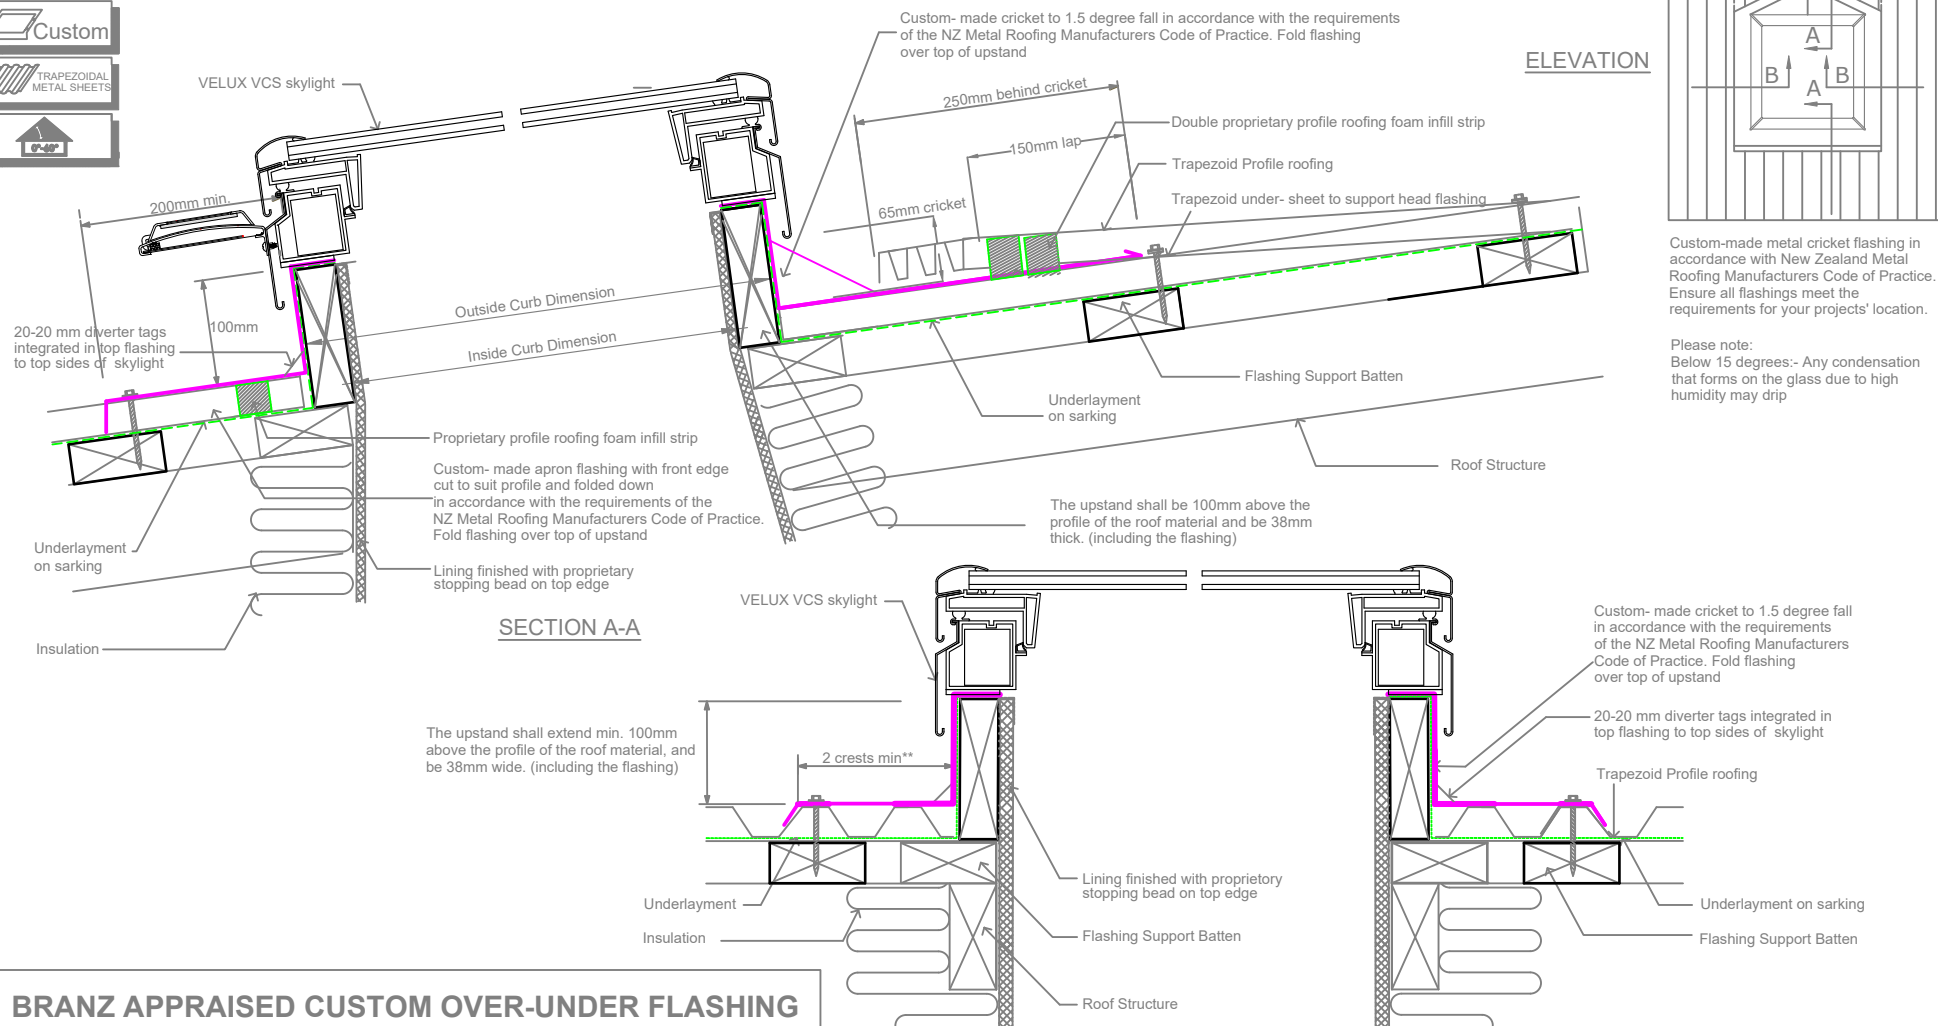 Custom
TRAPEZOIDAL
METAL SHEETS
0°-60°
Custom- made cricket to 1.5 degree fall in accordance with the requirements
of the NZ Metal Roofing Manufacturers Code of Practice. Fold flashing
over top of upstand
ELEVATION
A
B
B
A
VELUX VCS skylight
250mm behind cricket
Double proprietary profile roofing foam infill strip
150mm lap
Trapezoid Profile roofing
Trapezoid under- sheet to support head flashing
200mm min.
65mm cricket
Custom-made metal cricket flashing in
accordance with New Zealand Metal
Roofing Manufacturers Code of Practice.
Ensure all flashings meet the
requirements for your projects' location.
Please note:
Below 15 degrees:- Any condensation
that forms on the glass due to high
humidity may drip
100mm
Outside Curb Dimension
Inside Curb Dimension
20-20 mm diverter tags
integrated in top flashing
to top sides of skylight
Flashing Support Batten
Underlayment
on sarking
Proprietary profile roofing foam infill strip
Custom- made apron flashing with front edge
cut to suit profile and folded down
in accordance with the requirements of the
NZ Metal Roofing Manufacturers Code of Practice.
Fold flashing over top of upstand
Roof Structure
The upstand shall be 100mm above the
profile of the roof material and be 38mm
thick. (including the flashing)
Underlayment
on sarking
Lining finished with proprietary
stopping bead on top edge
Insulation
SECTION A-A
VELUX VCS skylight
Custom- made cricket to 1.5 degree fall
in accordance with the requirements
of the NZ Metal Roofing Manufacturers
Code of Practice. Fold flashing
over top of upstand
20-20 mm diverter tags integrated in
top flashing to top sides of skylight
The upstand shall extend min. 100mm
above the profile of the roof material, and
be 38mm wide. (including the flashing)
2 crests min**
Trapezoid Profile roofing
Lining finished with proprietory
stopping bead on top edge
Underlayment
Underlayment on sarking
Insulation
Flashing Support Batten
Flashing Support Batten
Roof Structure
BRANZ APPRAISED CUSTOM OVER-UNDER FLASHING